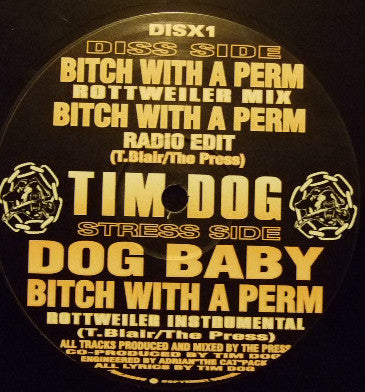 DISX1
DISS SIDE
BITCH WITH A PERM
ROTTWEILER MIX
BITCH WITH A PERM
RADIO EDIT
(T.Blair/The Press)
TIM DOG
STRESS SIDE
DOG BABY
BITCH WITH A PERM
ROTTWEILER INSTRUMENTAL
(T.Blair/The Press)
ALL TRACKS PRODUCED AND MIXED BY THE PRESS
CO-PRODUCED BY TIM DOG
ENGINEERED BY ADRIAN "THE CAT" PACK
ALL LYRICS BY TIM DOG